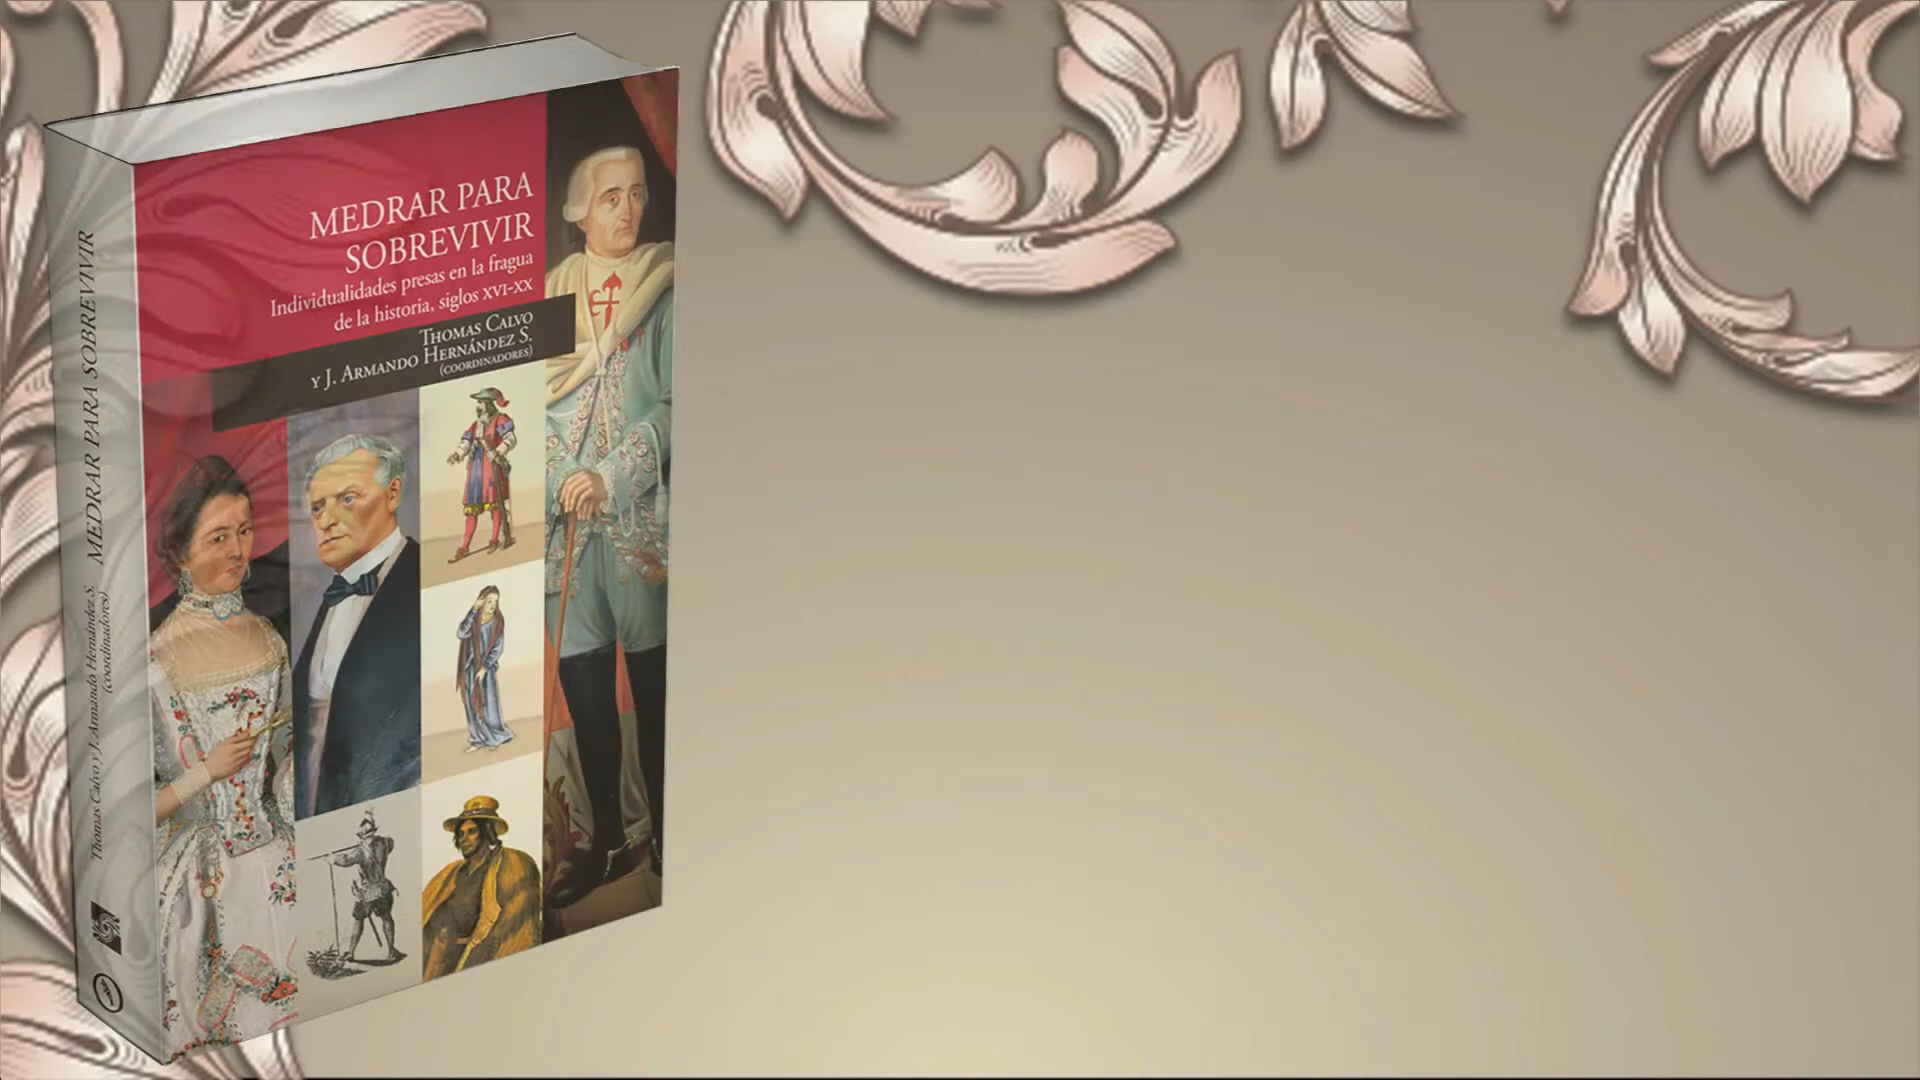 MEDRAR PARA
SOBREVIVIR
Individualidades presas en la fragua
de la historia, siglos XVI-XX
THOMAS CALVO
Y J. ARMANDO HERNÁNDEZ S.
(COORDINADORES)
Thomas Calvo y J. Armando Hernández S.
(coordinadores)
MEDRAR PARA SOBREVIVIR